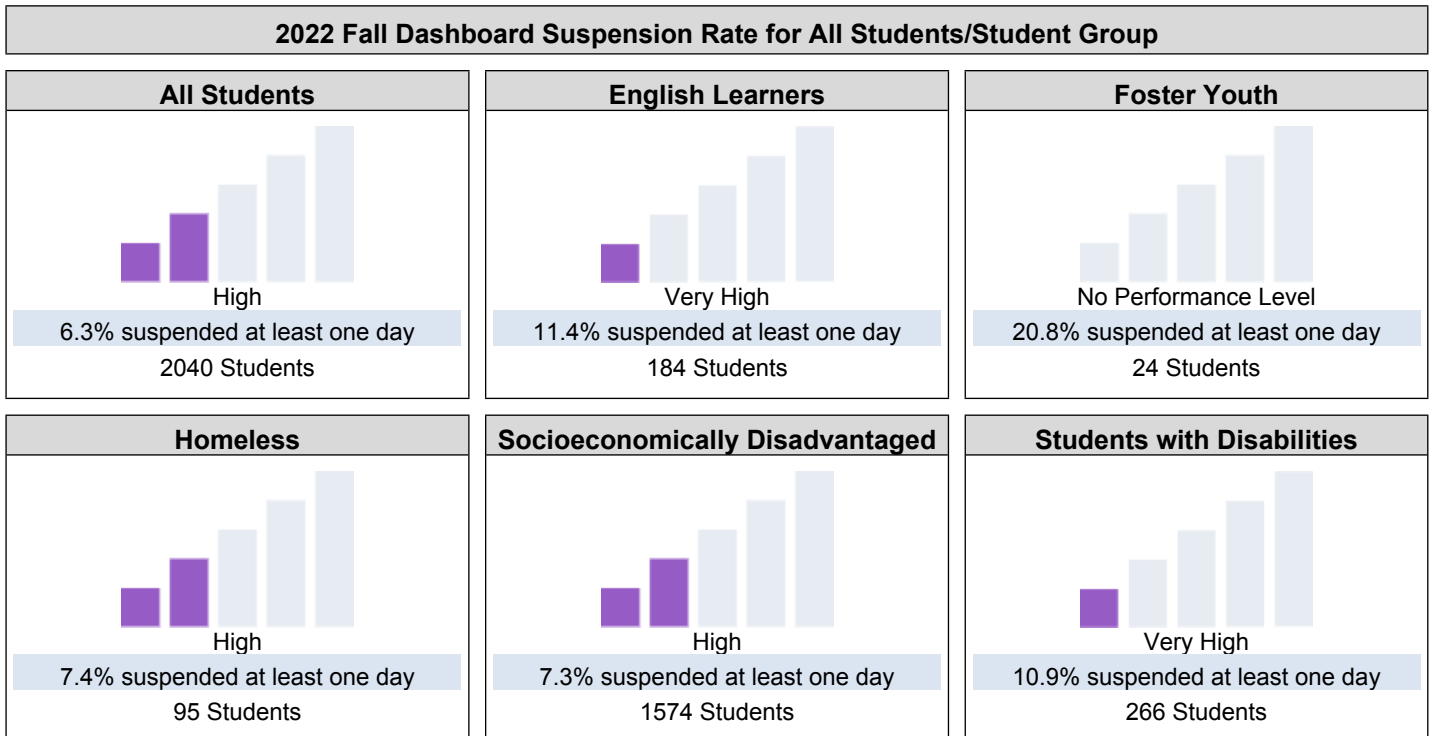 2022 Fall Dashboard Suspension Rate for All Students/Student Group
All Students
High
6.3% suspended at least one day
2040 Students
English Learners
Very High
11.4% suspended at least one day
184 Students
Foster Youth
No Performance Level
20.8% suspended at least one day
24 Students
Homeless
High
7.4% suspended at least one day
95 Students
Socioeconomically Disadvantaged
High
7.3% suspended at least one day
1574 Students
Students with Disabilities
Very High
10.9% suspended at least one day
266 Students